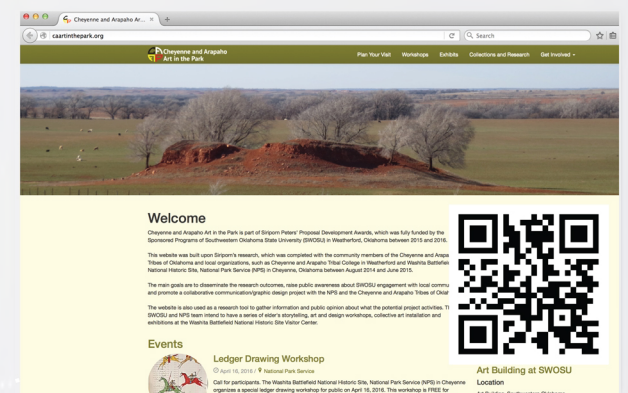 Cheyenne and Arapaho Ar...
caartinthepark.org
Search
Cheyenne and Arapaho
Art in the Park
Plan Your Visit Workshops Exhibits Collections and Research Get Involved
Welcome
Cheyenne and Arapaho Art in the Park is part of Siriporn Peters' Proposal Development Awards, which was fully funded by the
Sponsored Programs of Southwestern Oklahoma State University (SWOSU) in Weatherford, Oklahoma between 2015 and 2016.
This website was built upon Siriporn's research, which was completed with the community members of the Cheyenne and Arapa
Tribes of Oklahoma and local organizations, such as Cheyenne and Arapaho Tribal College in Weatherford and Washita Battlefiel
National Historic Site, National Park Service (NPS) in Cheyenne, Oklahoma between August 2014 and June 2015.
The main goals are to disseminate the research outcomes, raise public awareness about SWOSU engagement with local commu
and promote a collaborative communication/graphic design project with the NPS and the Cheyenne and Arapaho Tribes of Oklah
The website is also used as a research tool to gather information and public opinion about what the potential project activities. T
SWOSU and NPS team intend to have a series of elder's storytelling, art and design workshops, collective art installation and
exhibitions at the Washita Battlefield National Historic Site Visitor Center.
Events
Ledger Drawing Workshop
April 16, 2016 / National Park Service
Call for participants. The Washita Battlefield National Historic Site, National Park Service (NPS) in Cheyenne
organizes a special ledger drawing workshop for public on April 16, 2016. This workshop is FREE for
Art Building at SWOSU
Location